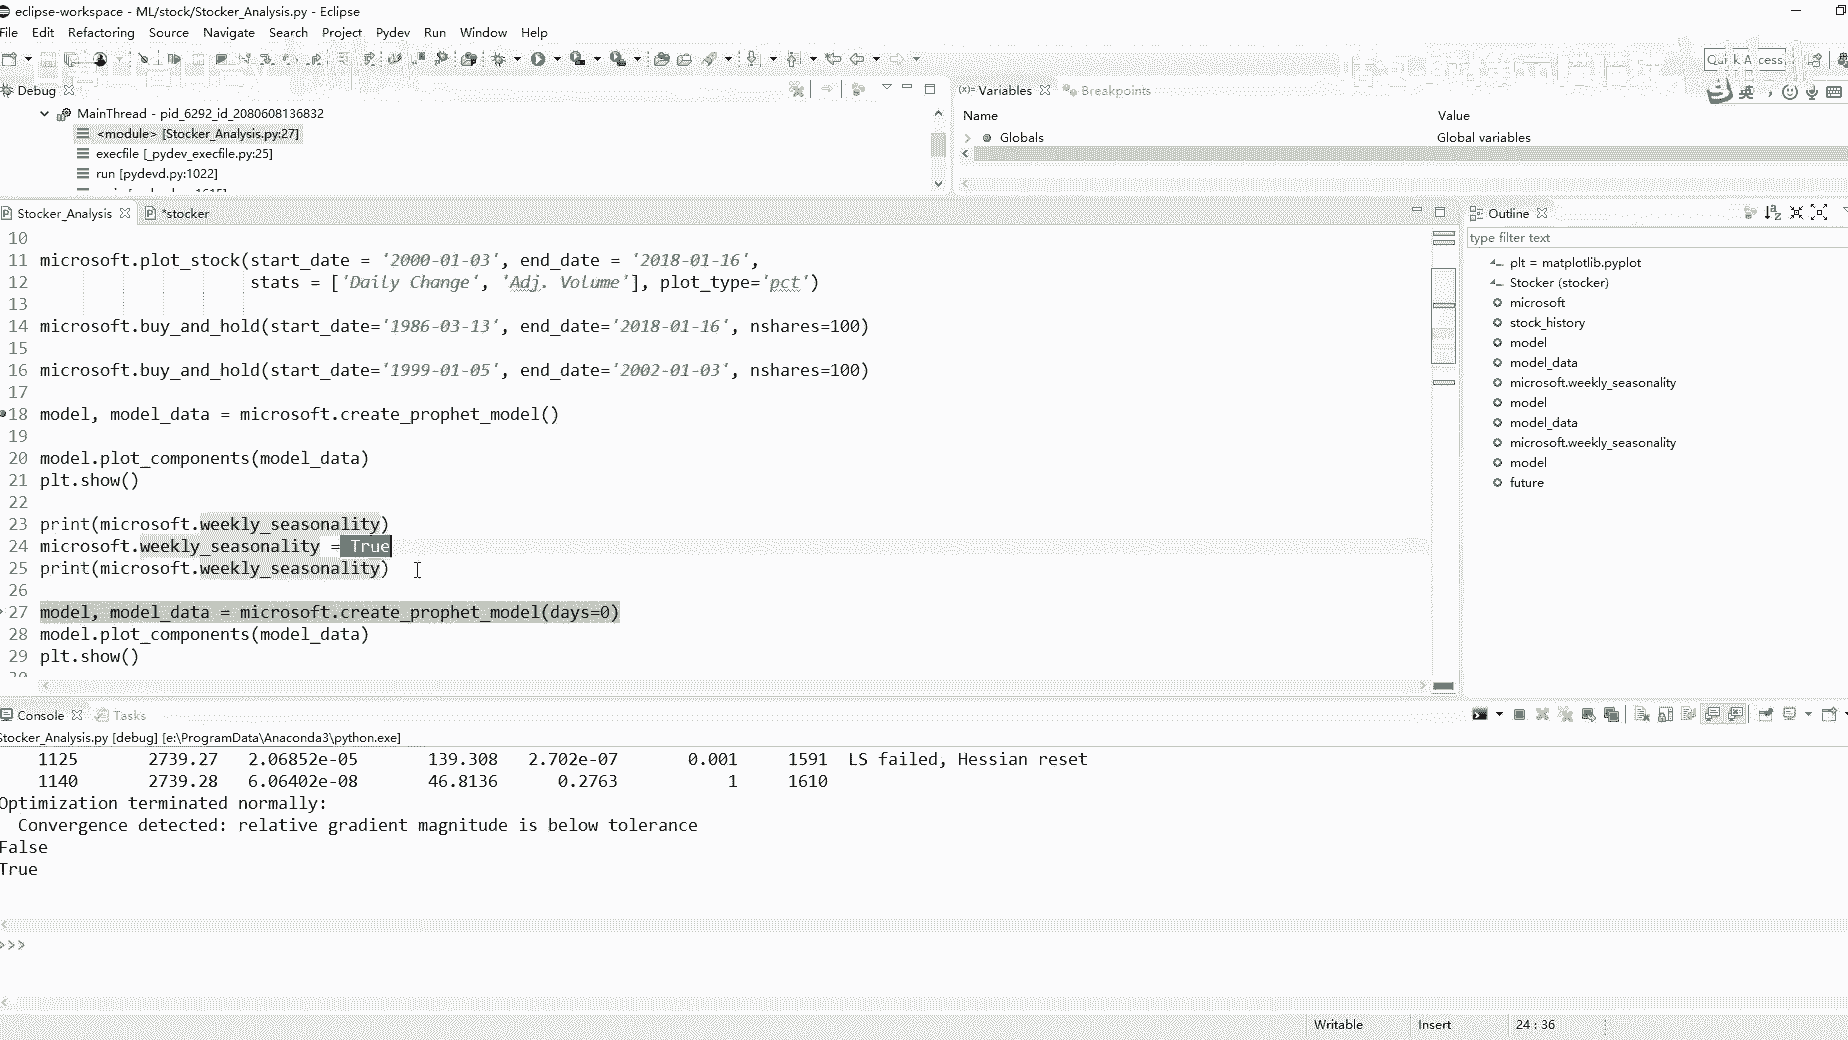 eclipse-workspace - ML/stock/Stocker_Analysis.py - Eclipse
File Edit Refactoring Source Navigate Search Project Pydev Run Window Help
Debug
MainThread - pid_6292_id_2080608136832
<module> [Stocker_Analysis.py:27]
execfile [_pydev_execfile.py:25]
run [pydevd.py:1022]
(x)= Variables Breakpoints
Name Value
Globals Global variables
Stocker_Analysis *stocker
10
11 microsoft.plot_stock(start_date = '2000-01-03', end_date = '2018-01-16',
12 stats = ['Daily Change', 'Adj. Volume'], plot_type='pct')
13
14 microsoft.buy_and_hold(start_date='1986-03-13', end_date='2018-01-16', nshares=100)
15
16 microsoft.buy_and_hold(start_date='1999-01-05', end_date='2002-01-03', nshares=100)
17
18 model, model_data = microsoft.create_prophet_model()
19
20 model.plot_components(model_data)
21 plt.show()
22
23 print(microsoft.weekly_seasonality)
24 microsoft.weekly_seasonality = True
25 print(microsoft.weekly_seasonality)
26
27 model, model_data = microsoft.create_prophet_model(days=0)
28 model.plot_components(model_data)
29 plt.show()
Outline
type filter text
plt = matplotlib.pyplot
Stocker (stocker)
microsoft
stock_history
model
model_data
microsoft.weekly_seasonality
model
model_data
microsoft.weekly_seasonality
model
future
Console Tasks
Stocker_Analysis.py [debug] [e:\ProgramData\Anaconda3\python.exe]
1125 2739.27 2.06852e-05 139.308 2.702e-07 0.001 1591 LS failed, Hessian reset
1140 2739.28 6.06402e-08 46.8136 0.2763 1 1610
Optimization terminated normally:
Convergence detected: relative gradient magnitude is below tolerance
False
True
>>>
Writable Insert 24 : 36